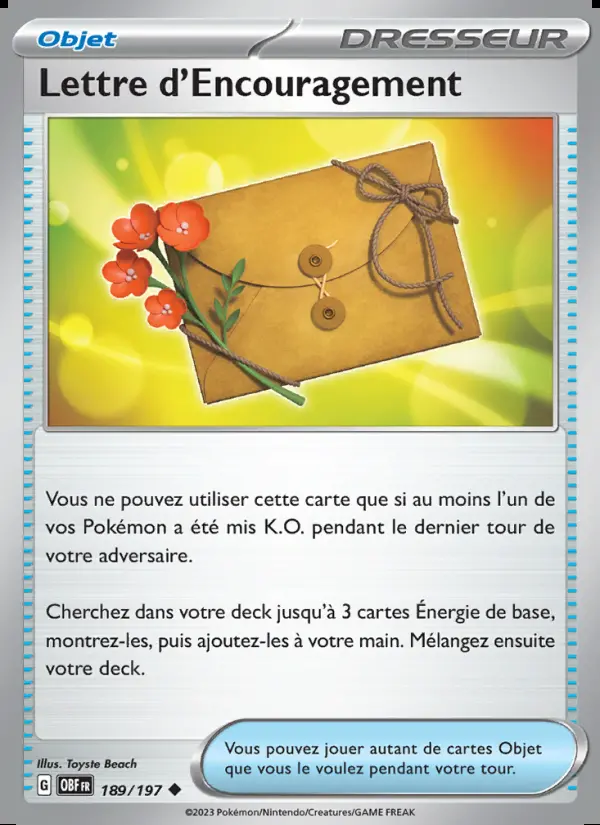 Objet
DRESSEUR
Lettre d'Encouragement
Vous ne pouvez utiliser cette carte que si au moins l'un de
vos Pokémon a été mis K.O. pendant le dernier tour de
votre adversaire.
Cherchez dans votre deck jusqu'à 3 cartes Énergie de base,
montrez-les, puis ajoutez-les à votre main. Mélangez ensuite
votre deck.
Vous pouvez jouer autant de cartes Objet
que vous le voulez pendant votre tour.
Illus. Toyste Beach
G OBF FR 189/197 ◆
©2023 Pokémon/Nintendo/Creatures/GAME FREAK